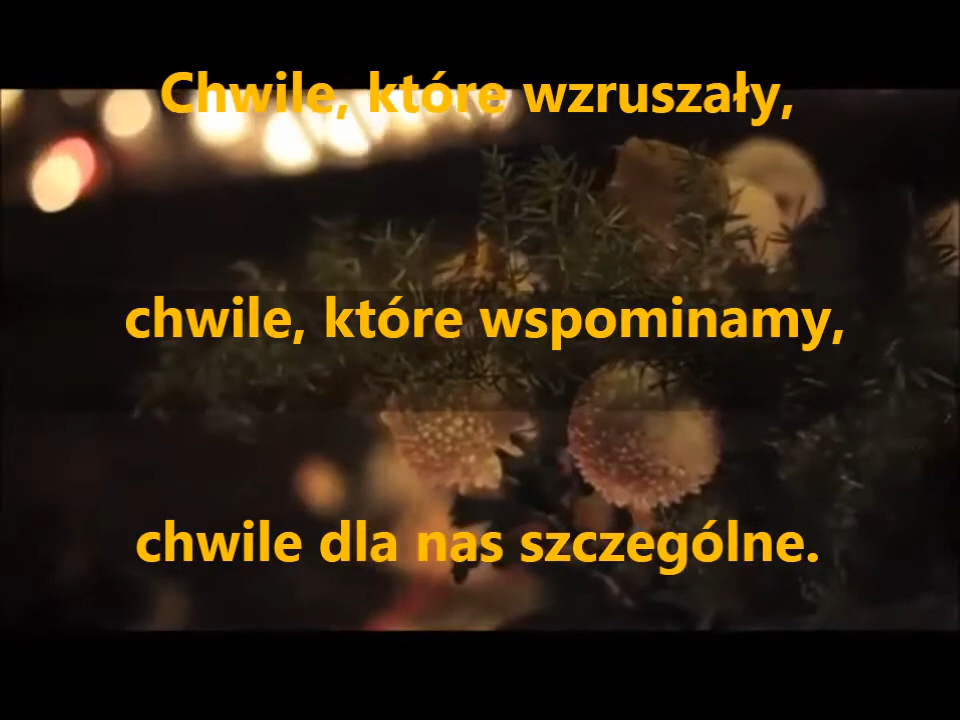 Chwile, które wzruszały,
chwile, które wspominamy,
chwile dla nas szczególne.